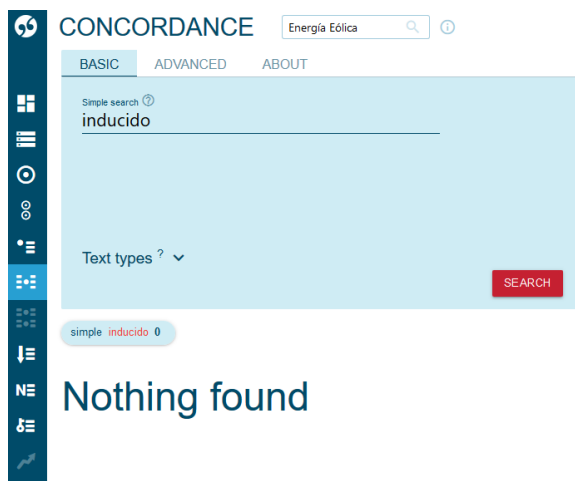 CONCORDANCE
Energía Eólica
BASIC ADVANCED ABOUT
Simple search ?
inducido
Text types ?
SEARCH
simple inducido 0
Nothing found
N